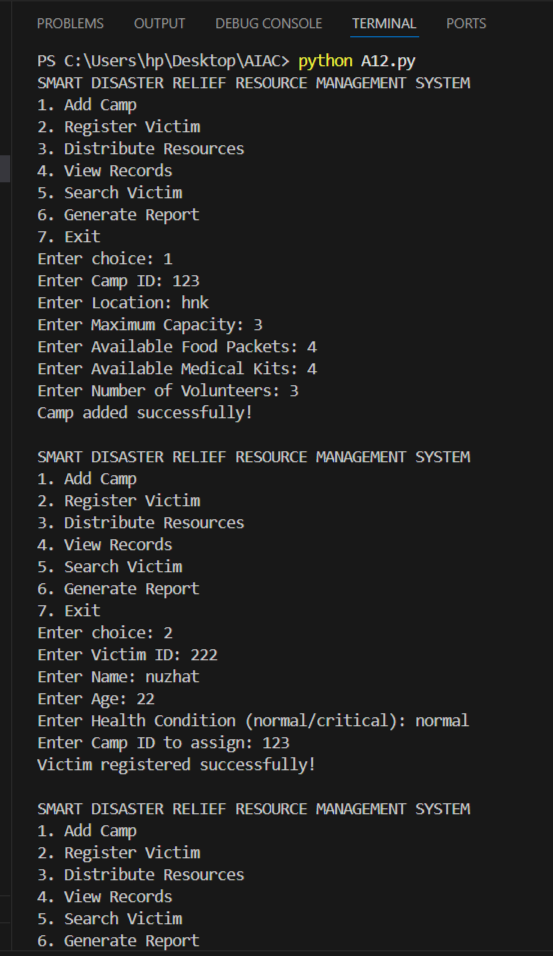 PROBLEMS OUTPUT DEBUG CONSOLE TERMINAL PORTS
PS C:\Users\hp\Desktop\AIAC> python A12.py
SMART DISASTER RELIEF RESOURCE MANAGEMENT SYSTEM
1. Add Camp
2. Register Victim
3. Distribute Resources
4. View Records
5. Search Victim
6. Generate Report
7. Exit
Enter choice: 1
Enter Camp ID: 123
Enter Location: hnk
Enter Maximum Capacity: 3
Enter Available Food Packets: 4
Enter Available Medical Kits: 4
Enter Number of Volunteers: 3
Camp added successfully!
SMART DISASTER RELIEF RESOURCE MANAGEMENT SYSTEM
1. Add Camp
2. Register Victim
3. Distribute Resources
4. View Records
5. Search Victim
6. Generate Report
7. Exit
Enter choice: 2
Enter Victim ID: 222
Enter Name: nuzhat
Enter Age: 22
Enter Health Condition (normal/critical): normal
Enter Camp ID to assign: 123
Victim registered successfully!
SMART DISASTER RELIEF RESOURCE MANAGEMENT SYSTEM
1. Add Camp
2. Register Victim
3. Distribute Resources
4. View Records
5. Search Victim
6. Generate Report